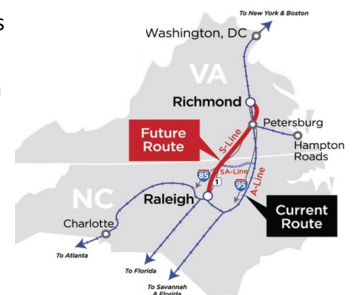 To New York & Boston
s
Washington, DC
VA
Richmond
Petersburg
Future
Route
S-Line
Hampton
Roads
85
SA-Line
1
95
A-Line
NC
Raleigh
Current
Route
Charlotte
To Atlanta
To Florida
To Savannah
& Florida